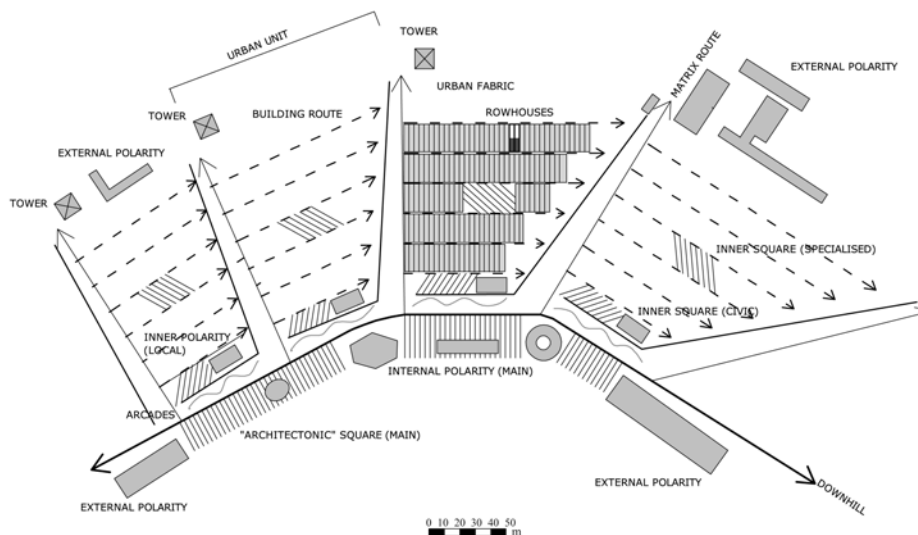 URBAN UNIT
TOWER
URBAN FABRIC
MATRIX ROUTE
EXTERNAL POLARITY
TOWER
BUILDING ROUTE
ROWHOUSES
EXTERNAL POLARITY
TOWER
INNER SQUARE (SPECIALISED)
INNER SQUARE (CIVIC)
INNER POLARITY
(LOCAL)
INTERNAL POLARITY (MAIN)
ARCADES
"ARCHITECTONIC" SQUARE (MAIN)
EXTERNAL POLARITY
EXTERNAL POLARITY
DOWNHILL
0 10 20 30 40 50
m